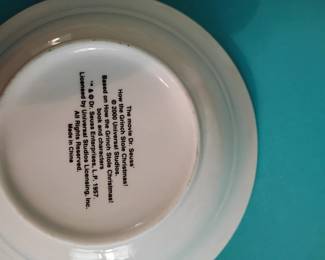 The movie Dr. Seuss'
How the Grinch Stole Christmas!
© 2000 Universal Studios.
Based on How the Grinch Stole Christmas!
book and characters
™ & © Dr. Seuss Enterprises, L.P. 1957
Licensed by Universal Studios Licensing, Inc.
All Rights Reserved.
Made in China